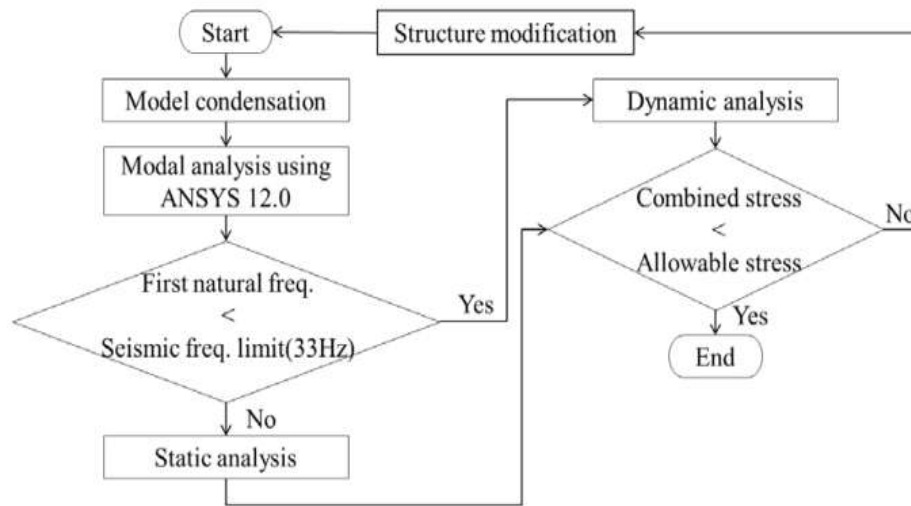 Start
Structure modification
Model condensation
Modal analysis using
ANSYS 12.0
First natural freq.
<
Seismic freq. limit(33Hz)
Yes
No
Static analysis
Dynamic analysis
Combined stress
<
Allowable stress
No
Yes
End